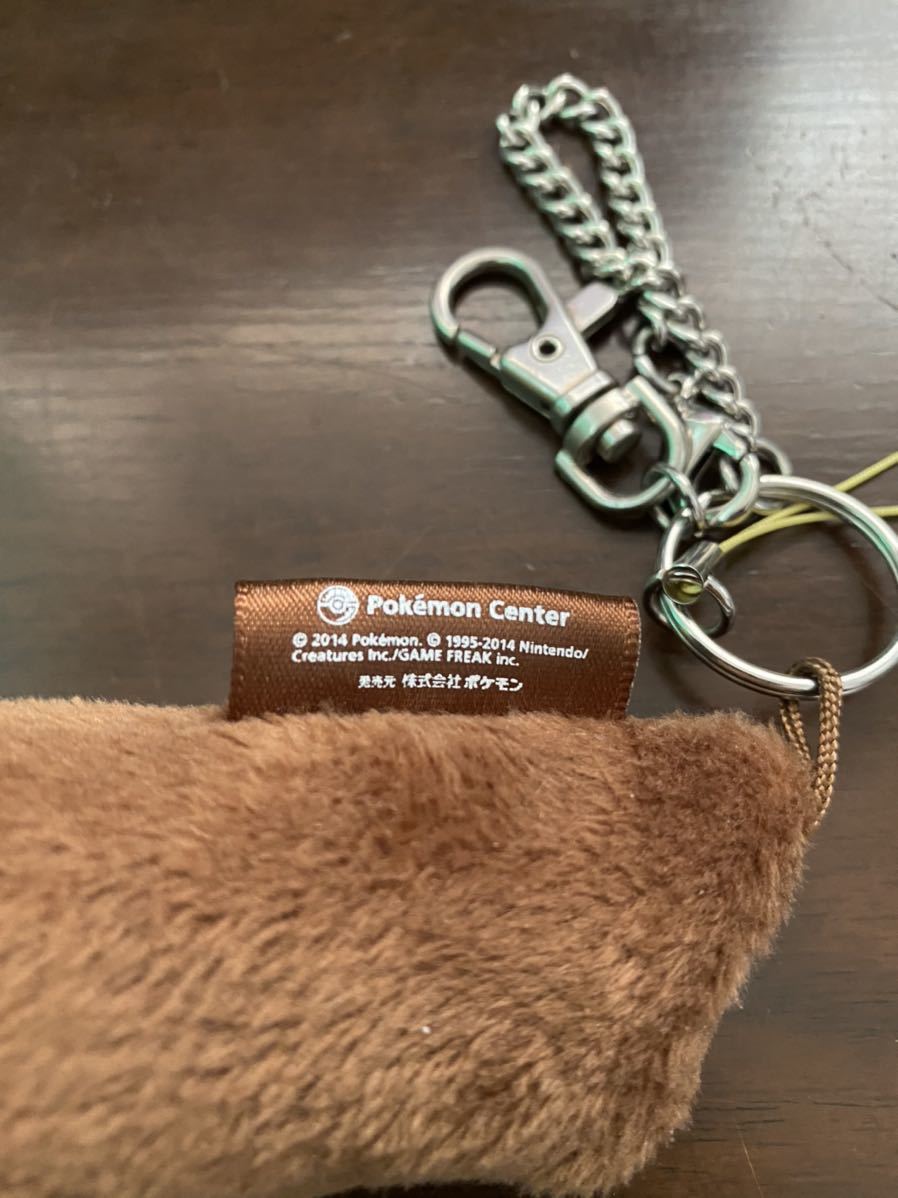 Pokémon Center
© 2014 Pokémon. © 1995-2014 Nintendo/
Creatures Inc./GAME FREAK inc.
発売元 株式会社ポケモン